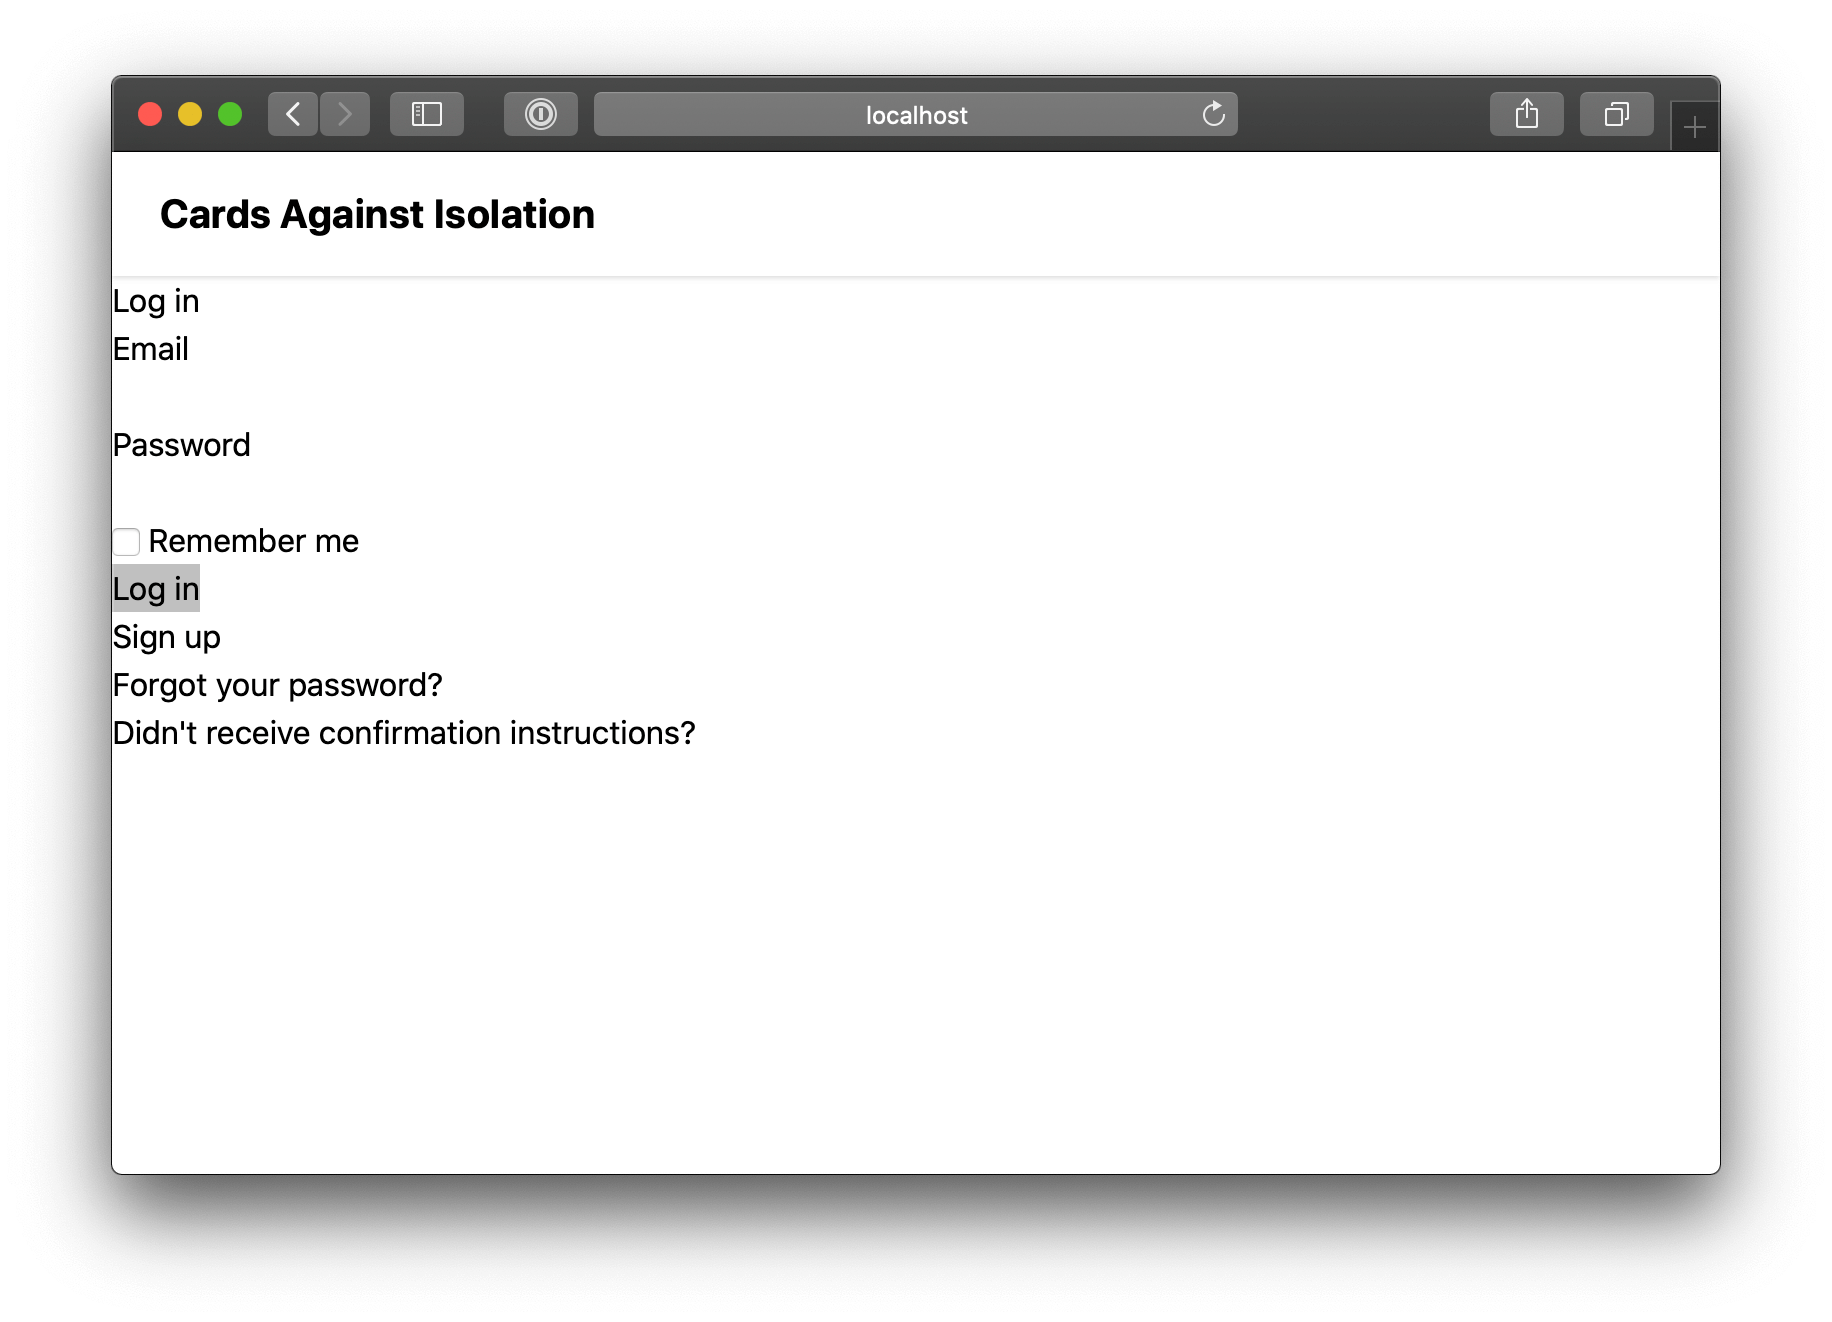 localhost
Cards Against Isolation
Log in
Email
Password
Remember me
Log in
Sign up
Forgot your password?
Didn't receive confirmation instructions?